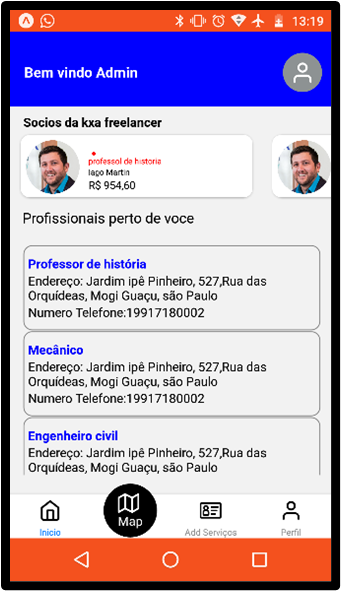 13:19
Bem vindo Admin
Socios da kxa freelancer
professol de historia
Iago Martin
R$ 954,60
Profissionais perto de voce
Professor de história
Endereço: Jardim ipê Pinheiro, 527,Rua das
Orquídeas, Mogi Guaçu, são Paulo
Numero Telefone:19917180002
Mecânico
Endereço: Jardim ipê Pinheiro, 527,Rua das
Orquídeas, Mogi Guaçu, são Paulo
Numero Telefone:19917180002
Engenheiro civil
Endereço: Jardim ipê Pinheiro, 527,Rua das
Orquídeas, Mogi Guaçu, são Paulo
Inicio
Map
Add Serviços
Perfil